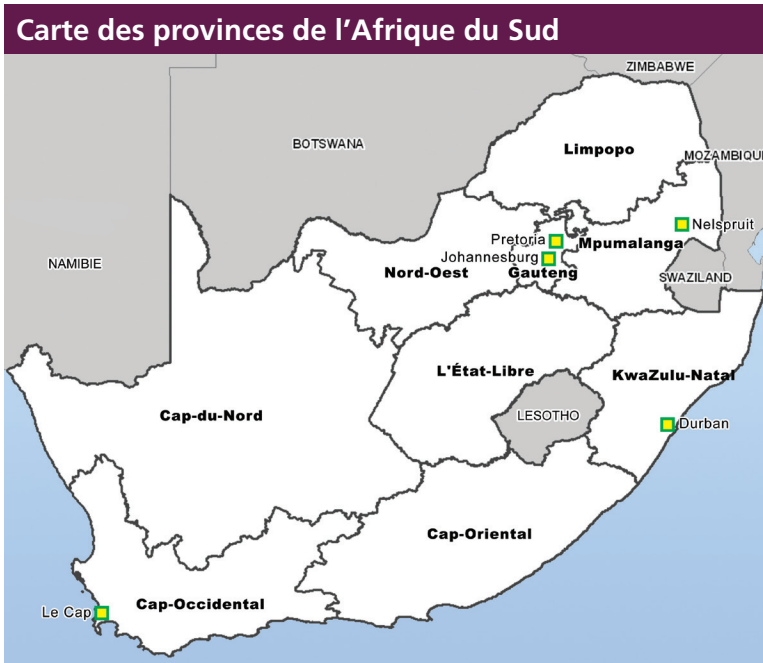 Carte des provinces de l'Afrique du Sud
ZIMBABWE
BOTSWANA
Limpopo
MOZAMBIQUE
Nelspruit
Pretoria
Mpumalanga
Johannesburg
NAMIBIE
Nord-Oest
Gauteng
SWAZILAND
L'État-Libre
KwaZulu-Natal
Cap-du-Nord
LESOTHO
Durban
Cap-Oriental
Cap-Occidental
Le Cap